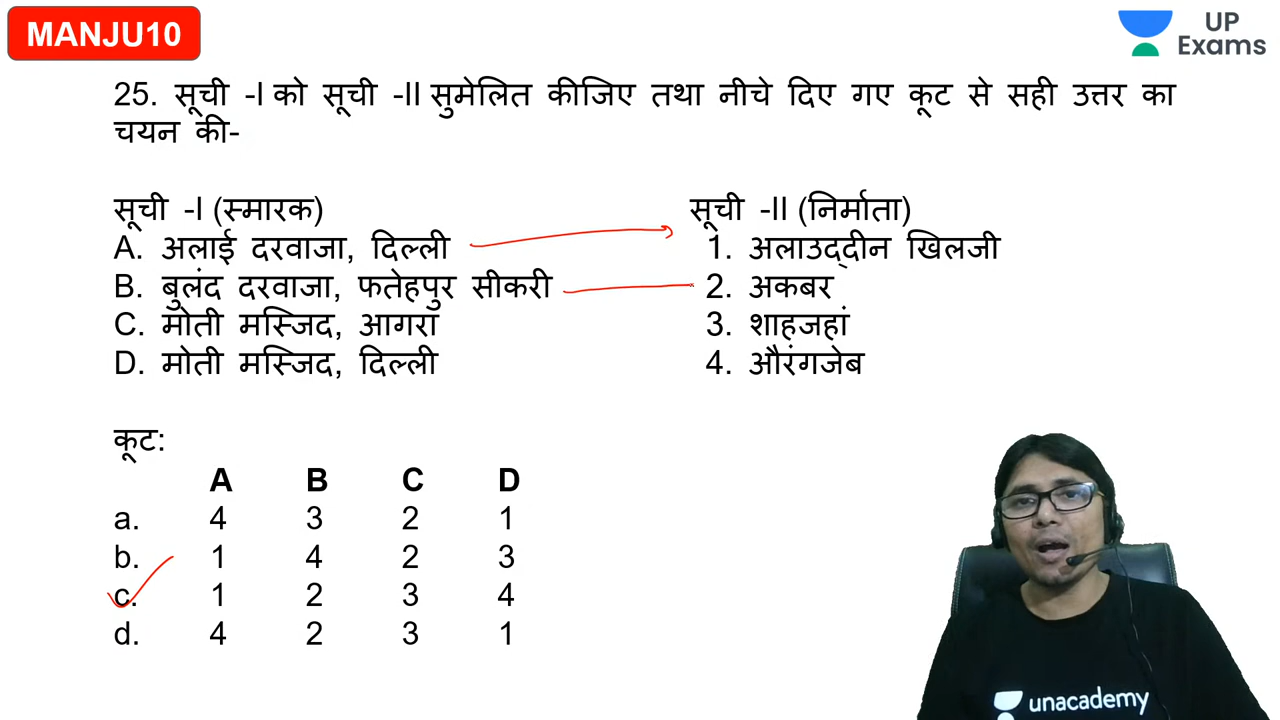 MANJU10
UP
Exams
25. सूची -I को सूची -II सुमेलित कीजिए तथा नीचे दिए गए कूट से सही उत्तर का
चयन की-
सूची -I (स्मारक) सूची -II (निर्माता)
A. अलाई दरवाजा, दिल्ली 1. अलाउद्दीन खिलजी
B. बुलंद दरवाजा, फतेहपुर सीकरी 2. अकबर
C. मोती मस्जिद, आगरा 3. शाहजहां
D. मोती मस्जिद, दिल्ली 4. औरंगजेब
कूट:
A B C D
a. 4 3 2 1
b. 1 4 2 3
c. 1 2 3 4
d. 4 2 3 1
unacademy